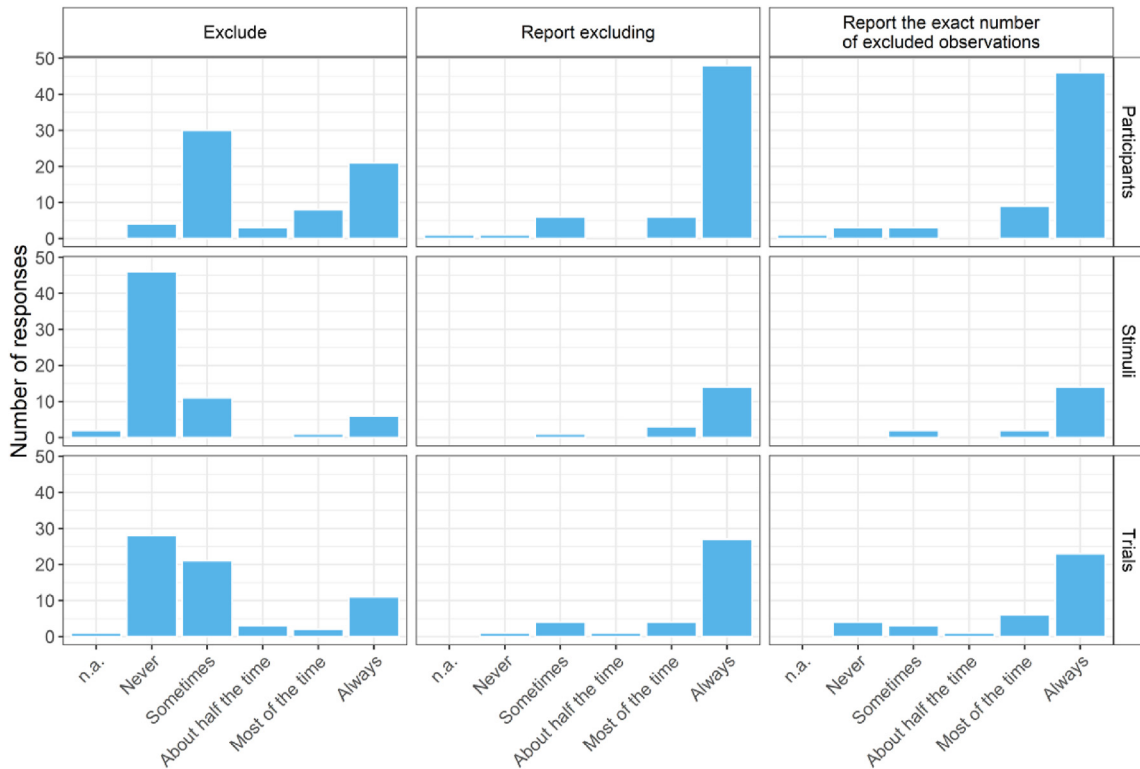 Exclude
Report excluding
Report the exact number
of excluded observations
Number of responses
50
40
30
20
10
0
Participants
50
40
30
20
10
0
Stimuli
50
40
30
20
10
0
Trials
n.a.
Never
Sometimes
About half the time
Most of the time
Always
n.a.
Never
Sometimes
About half the time
Most of the time
Always
n.a.
Never
Sometimes
About half the time
Most of the time
Always